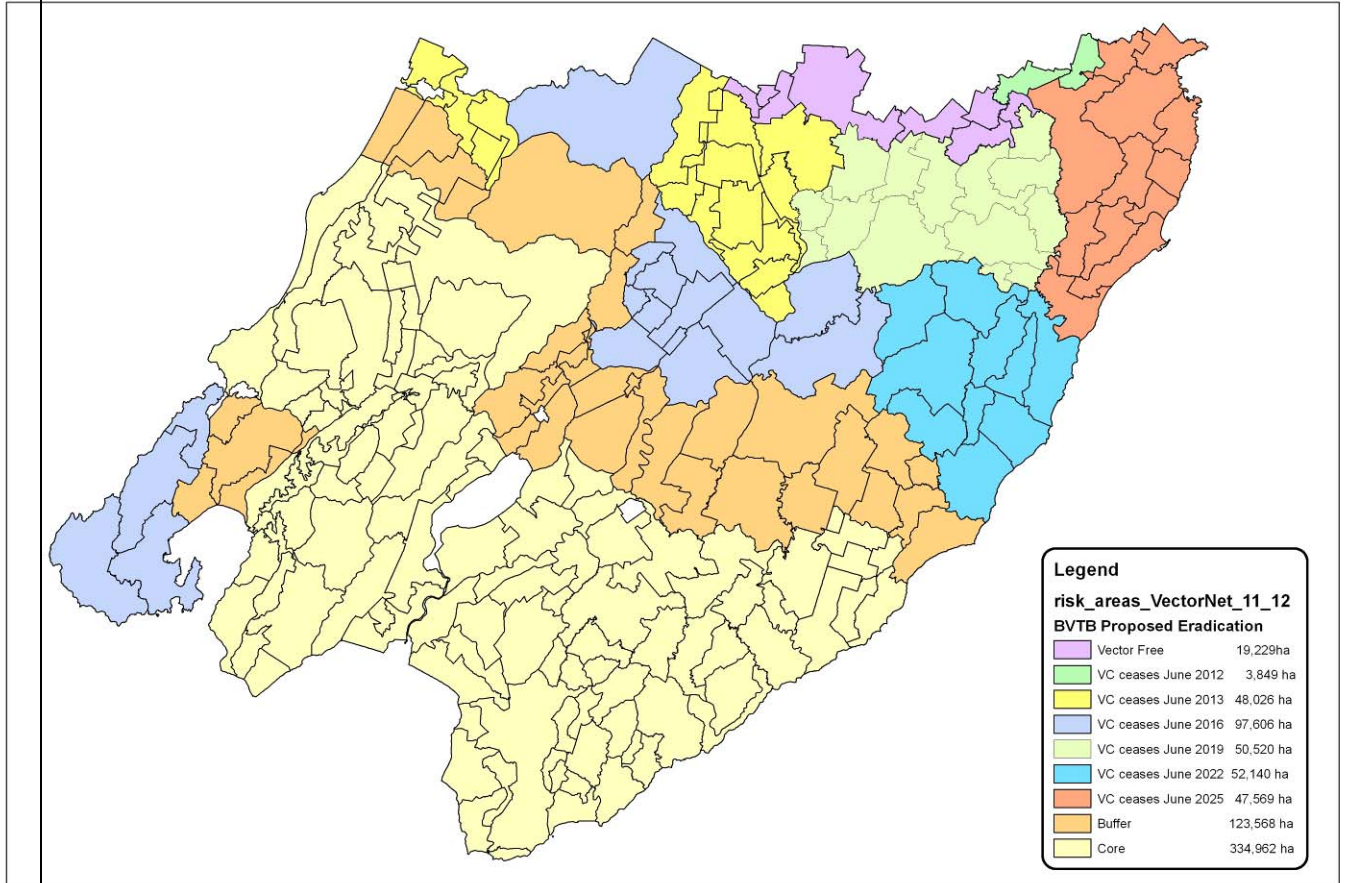 Legend
risk_areas_VectorNet_11_12
BVTB Proposed Eradication
Vector Free 19,229ha
VC ceases June 2012 3,849 ha
VC ceases June 2013 48,026 ha
VC ceases June 2016 97,606 ha
VC ceases June 2019 50,520 ha
VC ceases June 2022 52,140 ha
VC ceases June 2025 47,569 ha
Buffer 123,568 ha
Core 334,962 ha